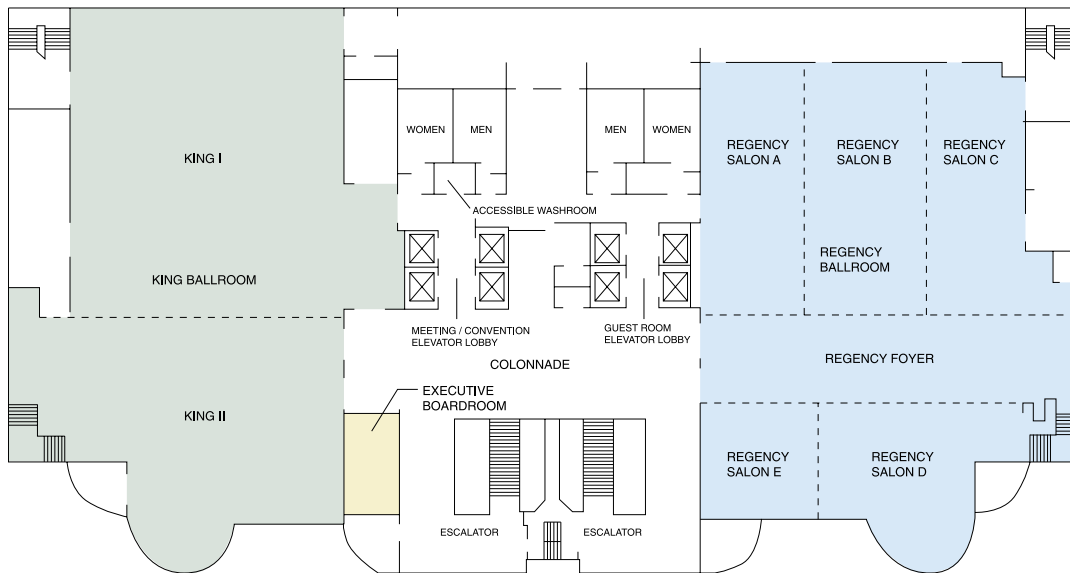 WOMEN
MEN
MEN
WOMEN
KING I
REGENCY
SALON A
REGENCY
SALON B
REGENCY
SALON C
ACCESSIBLE WASHROOM
KING BALLROOM
REGENCY
BALLROOM
MEETING / CONVENTION
ELEVATOR LOBBY
GUEST ROOM
ELEVATOR LOBBY
COLONNADE
REGENCY FOYER
EXECUTIVE
BOARDROOM
KING II
REGENCY
SALON E
REGENCY
SALON D
ESCALATOR
ESCALATOR